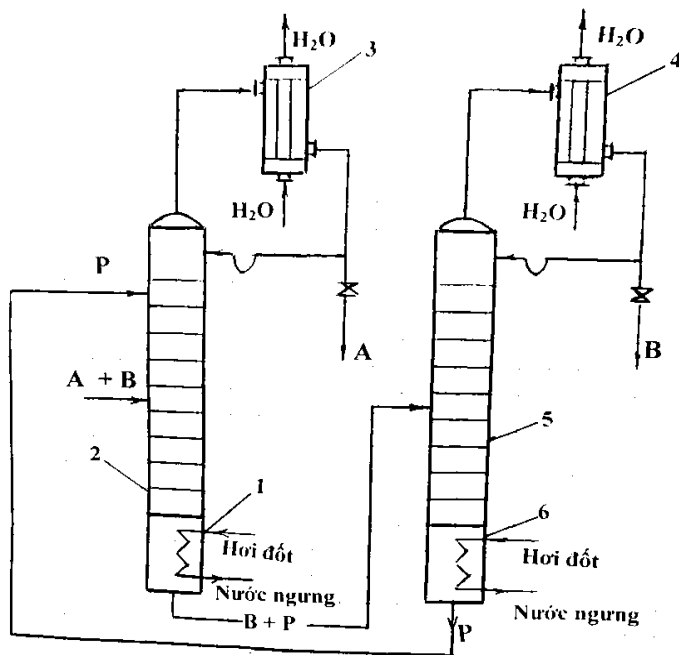 H₂O
3
H₂O
4
H₂O
H₂O
P
A
B
A + B
5
2
1
6
Hơi đốt
Hơi đốt
Nước ngưng
Nước ngưng
B + P
P